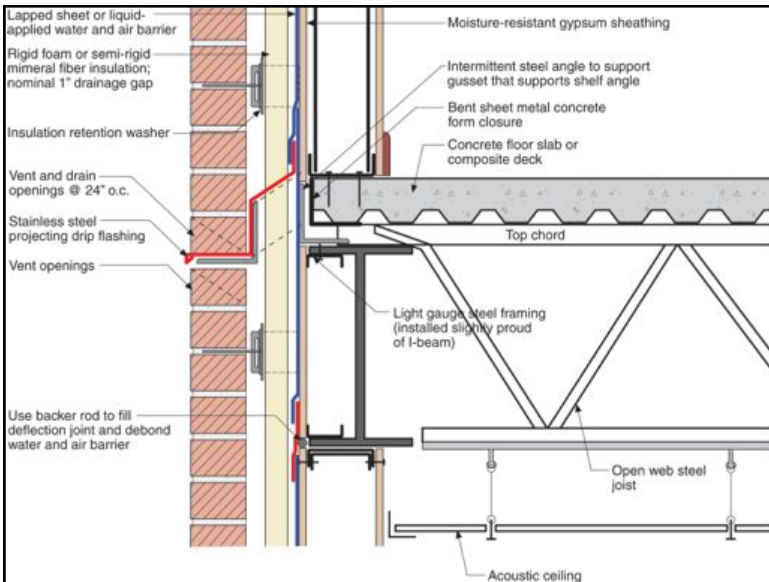 Lapped sheet or liquid-
applied water and air barrier
Rigid foam or semi-rigid
mimeral fiber insulation;
nominal 1" drainage gap
Insulation retention washer
Vent and drain
openings @ 24" o.c.
Stainless steel
projecting drip flashing
Vent openings
Use backer rod to fill
deflection joint and debond
water and air barrier
Moisture-resistant gypsum sheathing
Intermittent steel angle to support
gusset that supports shelf angle
Bent sheet metal concrete
form closure
Concrete floor slab or
composite deck
Top chord
Light gauge steel framing
(installed slightly proud
of I-beam)
Open web steel
joist
Acoustic ceiling